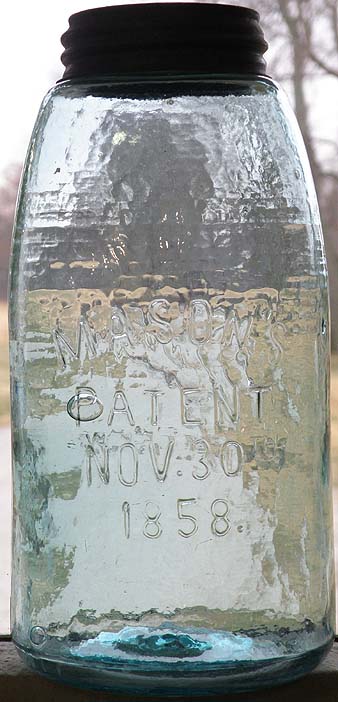 MASON'S
PATENT
NOV. 30TH
1858.